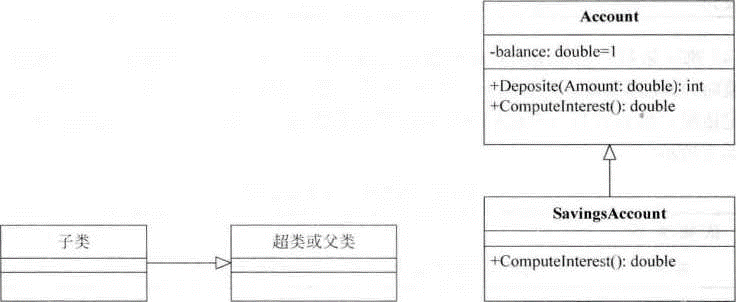 Account
-balance: double=1
+Deposite(Amount: double): int
+ComputeInterest(): double
SavingsAccount
+ComputeInterest(): double
子类
超类或父类